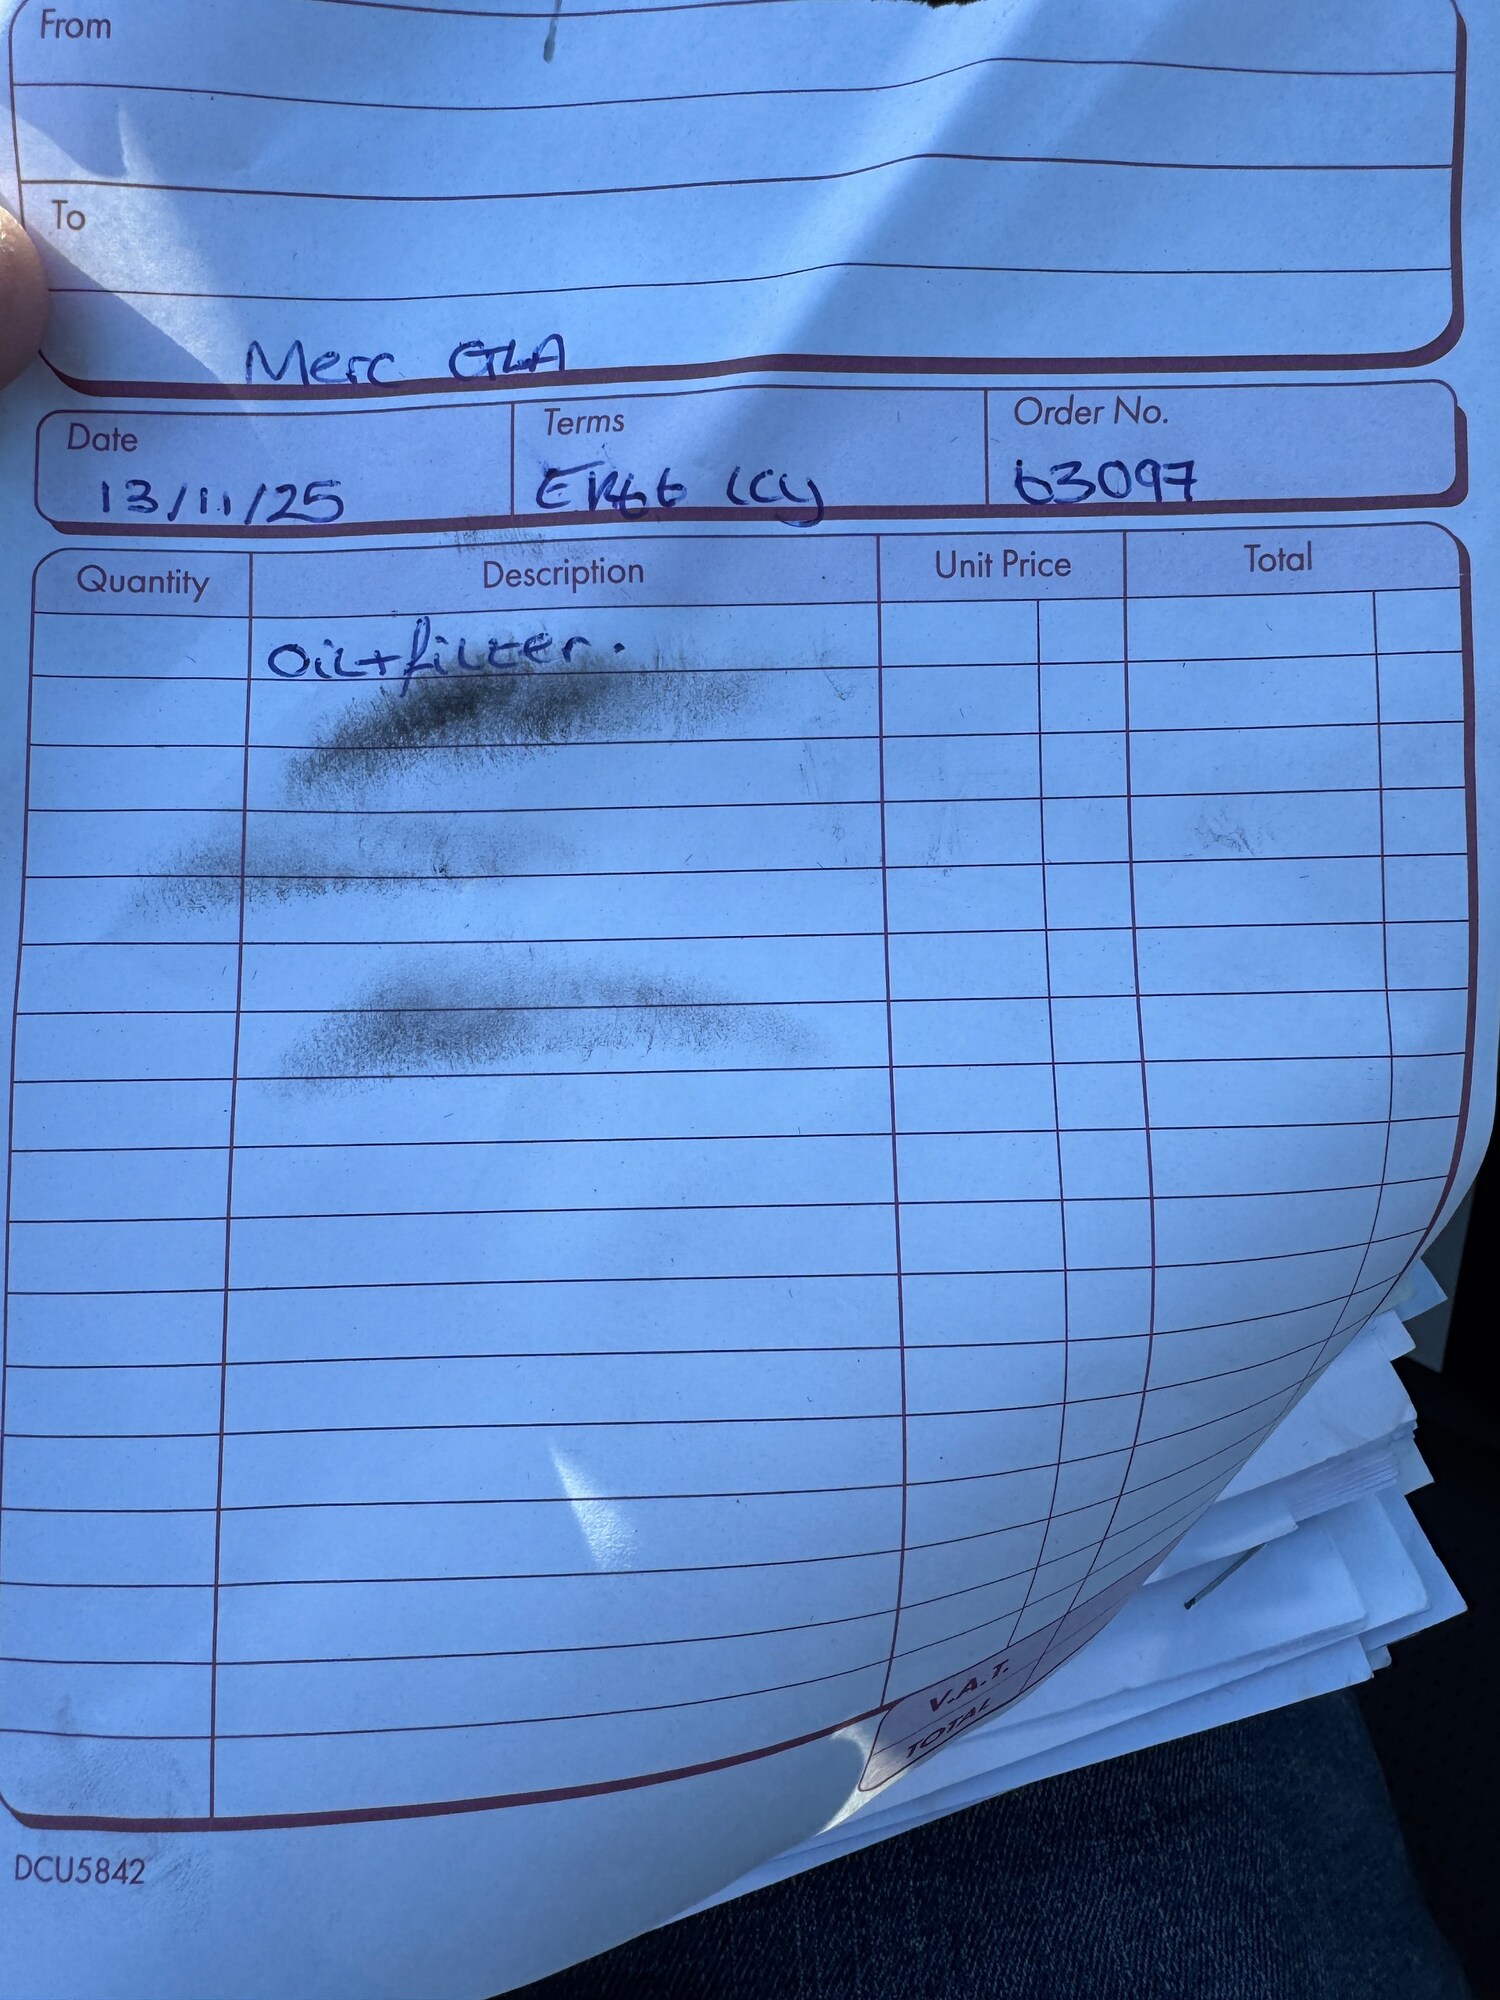 From
To
Merc GLA
Date Terms Order No.
13/11/25 63097
Quantity Description Unit Price Total
Oil+filter.
V.A.T.
TOTAL
DCU5842